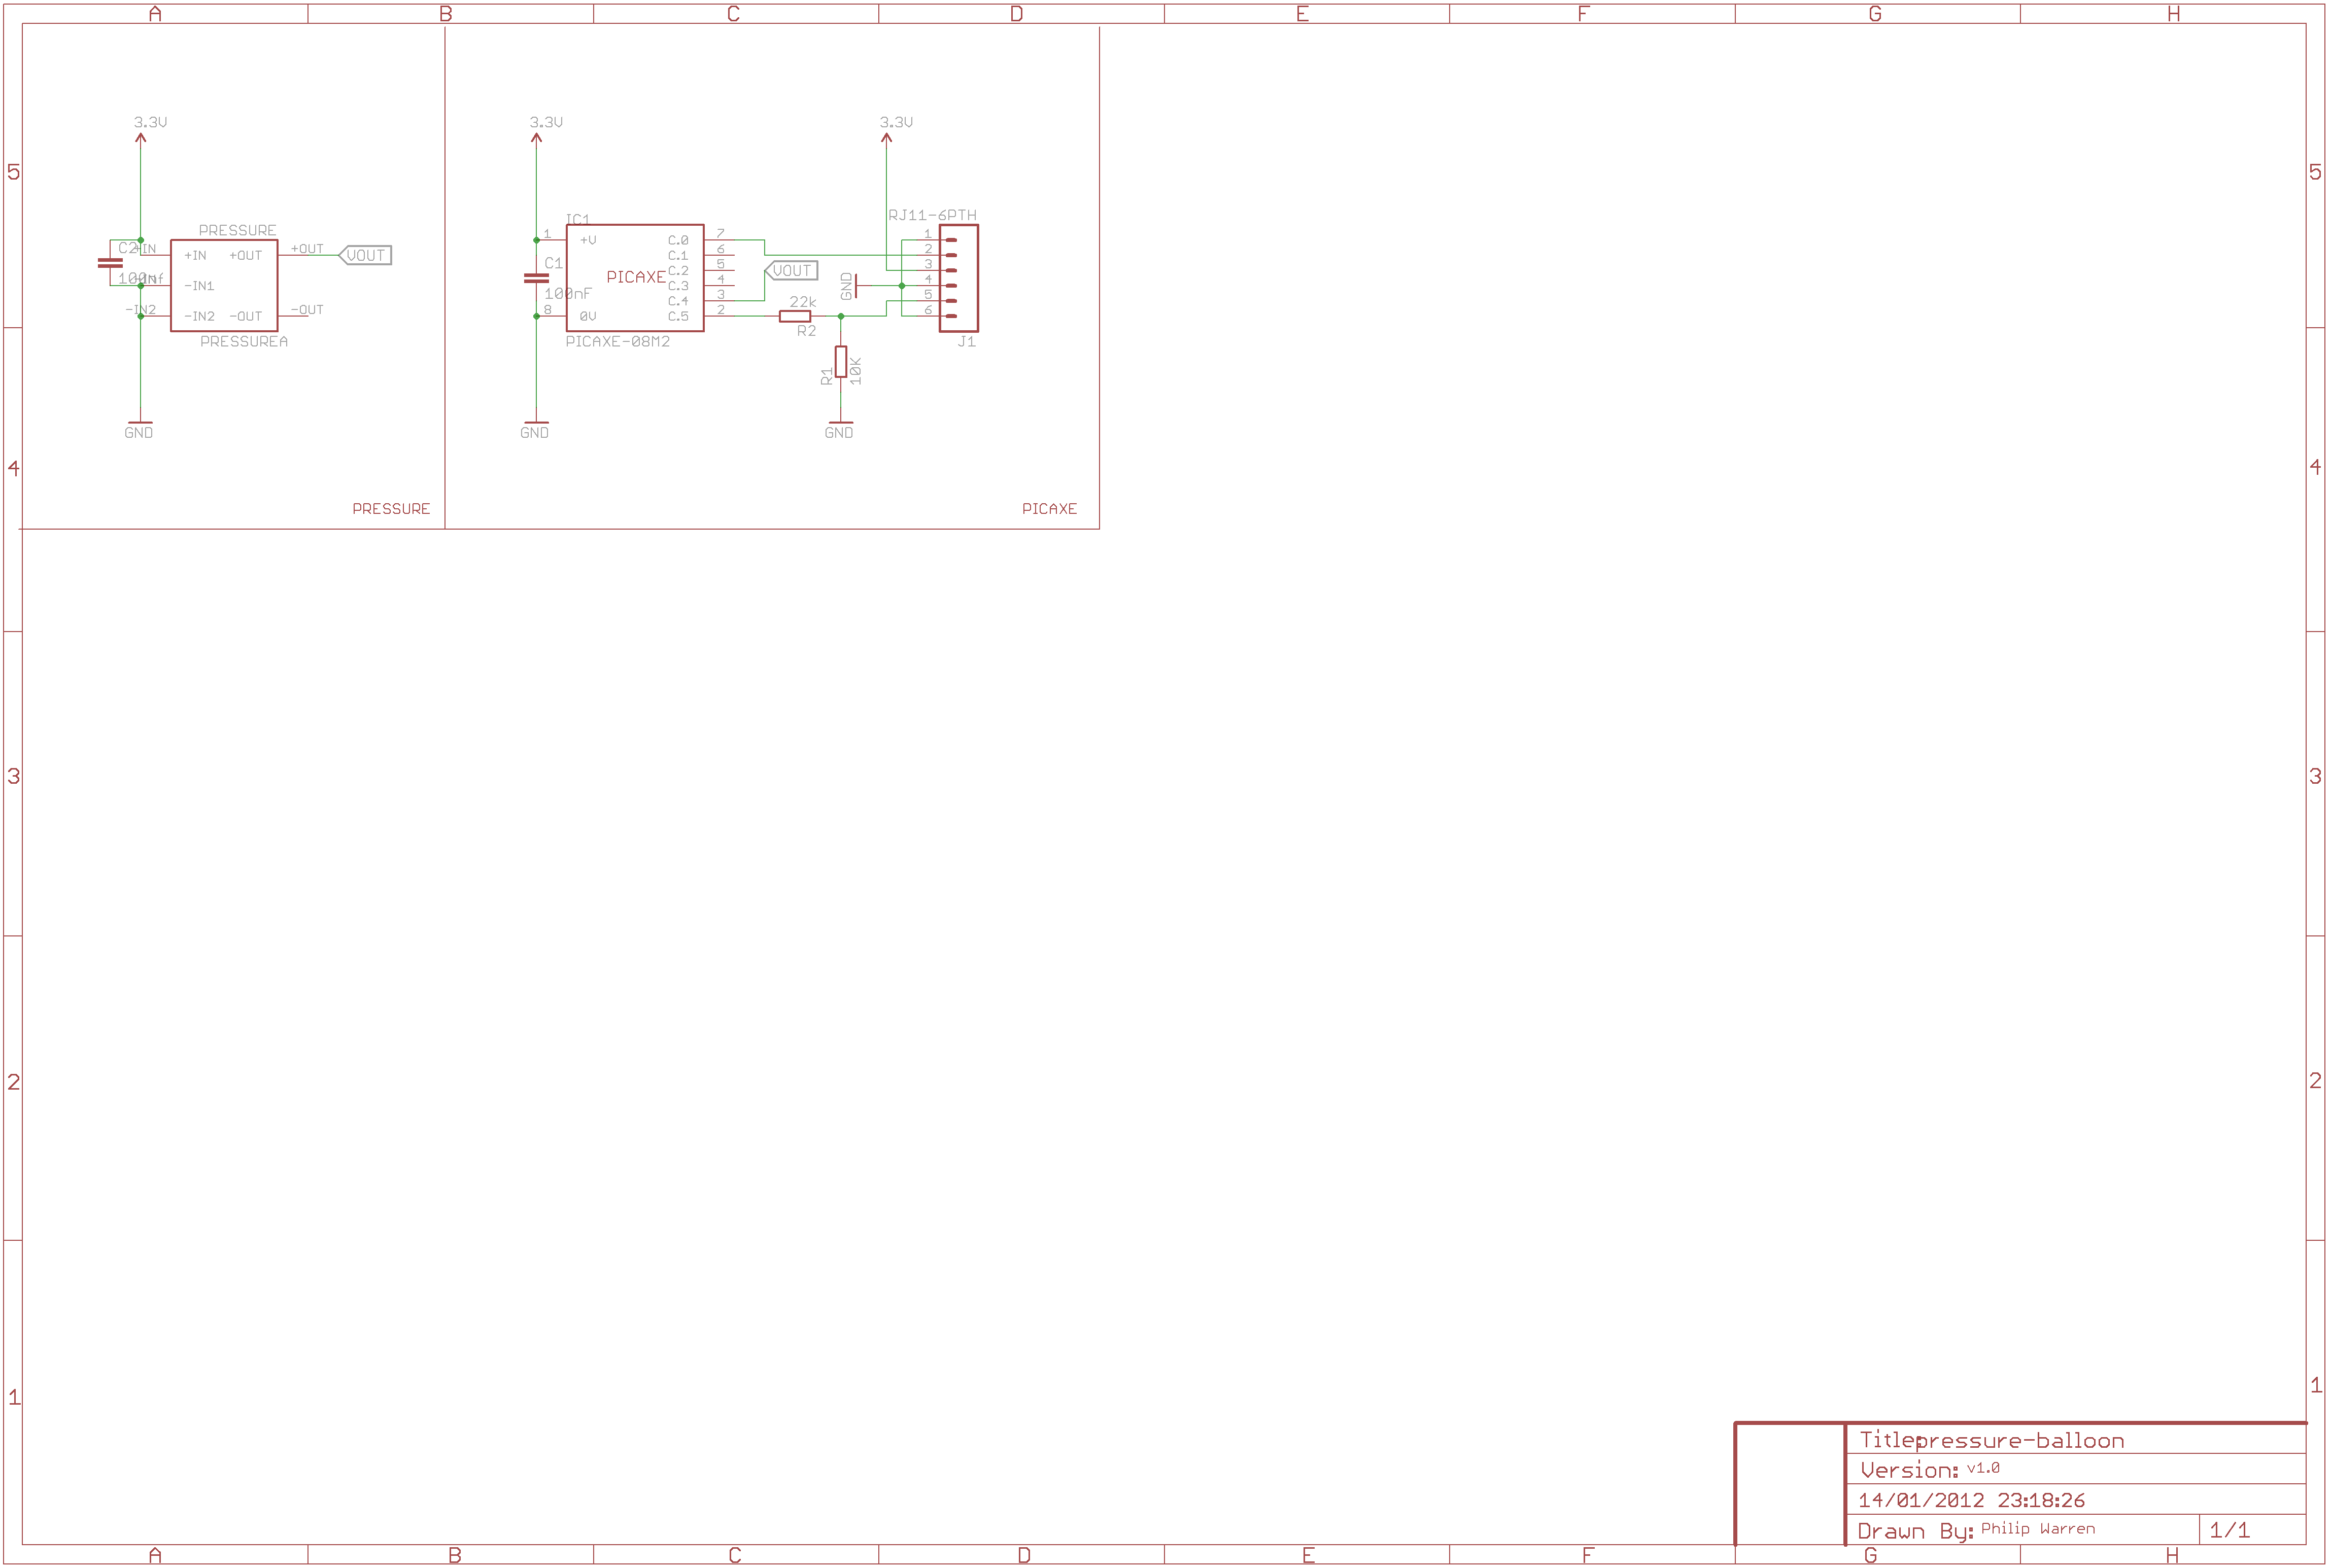 A B C D E F G H
3.3V 3.3V 3.3V
5 5
PRESSURE IC1 RJ11-6PTH
C2 +IN +IN +OUT +OUT VOUT
1 +V C.0 7 1
C.1 6 2
C1 PICAXE C.2 5 VOUT 3
100nf -IN1 -IN1 C.3 4 GND 4
100nF C.4 3 22k 5
-IN2 -IN2 -OUT -OUT 8 0V C.5 2 6
R2
PRESSUREA PICAXE-08M2 J1
R1 10K
GND GND GND
4 4
PRESSURE PICAXE
3 3
2 2
1 1
Title:pressure-balloon
Version: v1.0
14/01/2012 23:18:26
Drawn By: Philip Warren 1/1
A B C D E F G H